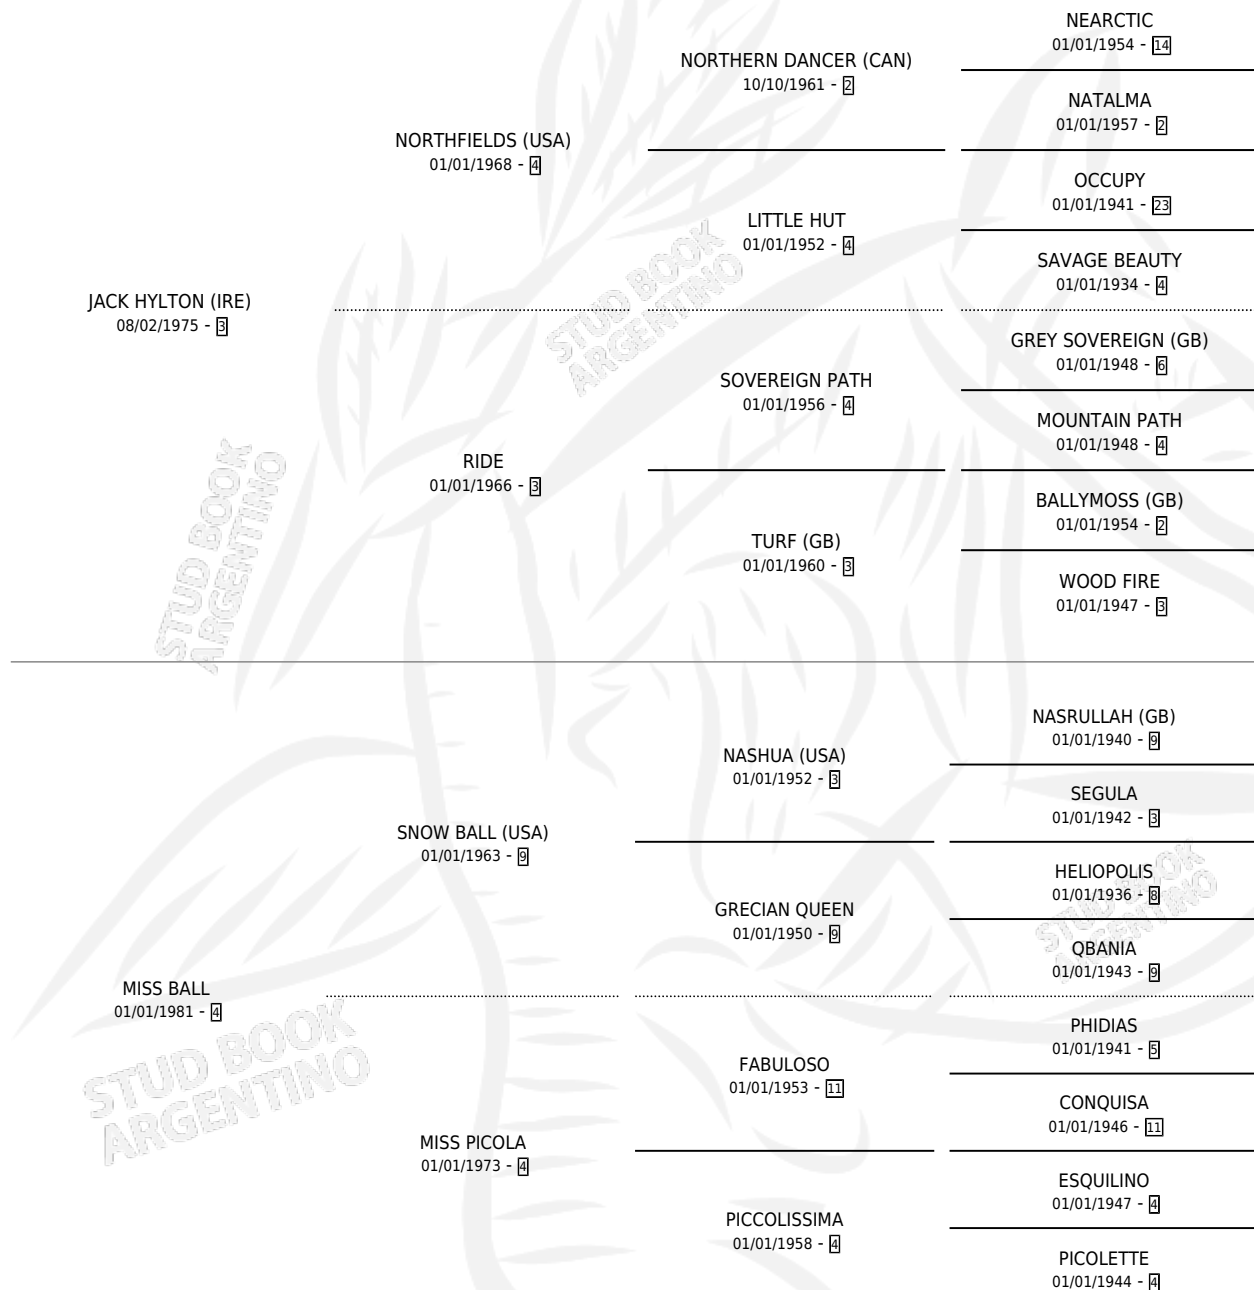 NEARCTIC
01/01/1954 - 14
NORTHERN DANCER (CAN)
10/10/1961 - 2
NATALMA
01/01/1957 - 2
NORTHFIELDS (USA)
01/01/1968 - 4
OCCUPY
01/01/1941 - 23
LITTLE HUT
01/01/1952 - 4
SAVAGE BEAUTY
01/01/1934 - 4
STUD BOOK
ARGENTINO
JACK HYLTON (IRE)
08/02/1975 - 3
GREY SOVEREIGN (GB)
01/01/1948 - 6
SOVEREIGN PATH
01/01/1956 - 4
MOUNTAIN PATH
01/01/1948 - 4
RIDE
01/01/1966 - 3
BALLYMOSS (GB)
01/01/1954 - 2
TURF (GB)
01/01/1960 - 3
WOOD FIRE
01/01/1947 - 3
STUD BOOK
ARGENTINO
NASRULLAH (GB)
01/01/1940 - 9
NASHUA (USA)
01/01/1952 - 3
SEGULA
01/01/1942 - 3
SNOW BALL (USA)
01/01/1963 - 9
HELIOPOLIS
01/01/1936 - 8
GRECIAN QUEEN
01/01/1950 - 9
QBANIA
01/01/1943 - 9
STUD BOOK
ARGENTINO
MISS BALL
01/01/1981 - 4
PHIDIAS
01/01/1941 - 5
FABULOSO
01/01/1953 - 11
CONQUISA
01/01/1946 - 11
STUD BOOK
ARGENTINO
MISS PICOLA
01/01/1973 - 4
ESQUILINO
01/01/1947 - 4
PICCOLISSIMA
01/01/1958 - 4
PICOLETTE
01/01/1944 - 4